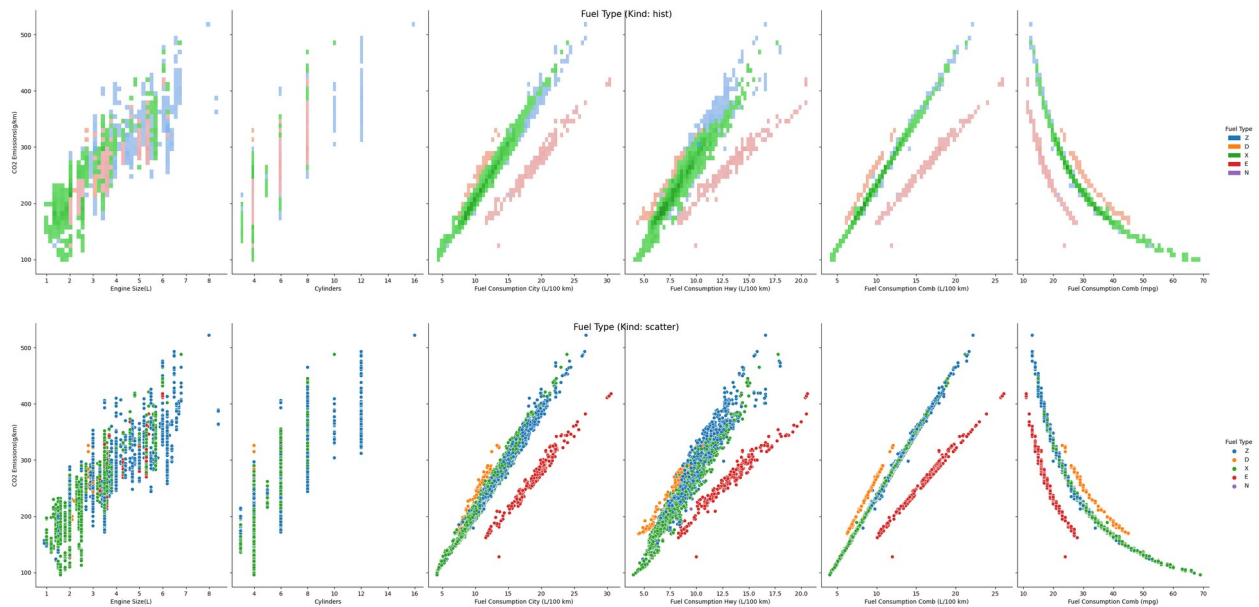 Fuel Type (Kind: hist)
500
400
300
200
100
CO2 Emissions(g/km)
1 2 3 4 5 6 7 8
Engine Size(L)
4 6 8 10 12 14 16
Cylinders
5 10 15 20 25 30
Fuel Consumption City (L/100 km)
5.0 7.5 10.0 12.5 15.0 17.5 20.0
Fuel Consumption Hwy (L/100 km)
5 10 15 20 25
Fuel Consumption Comb (L/100 km)
10 20 30 40 50 60 70
Fuel Consumption Comb (mpg)
Fuel Type
Z
D
X
E
N
Fuel Type (Kind: scatter)
500
400
300
200
100
CO2 Emissions(g/km)
1 2 3 4 5 6 7 8
Engine Size(L)
4 6 8 10 12 14 16
Cylinders
5 10 15 20 25 30
Fuel Consumption City (L/100 km)
5.0 7.5 10.0 12.5 15.0 17.5 20.0
Fuel Consumption Hwy (L/100 km)
5 10 15 20 25
Fuel Consumption Comb (L/100 km)
10 20 30 40 50 60 70
Fuel Consumption Comb (mpg)
Fuel Type
Z
D
X
E
N